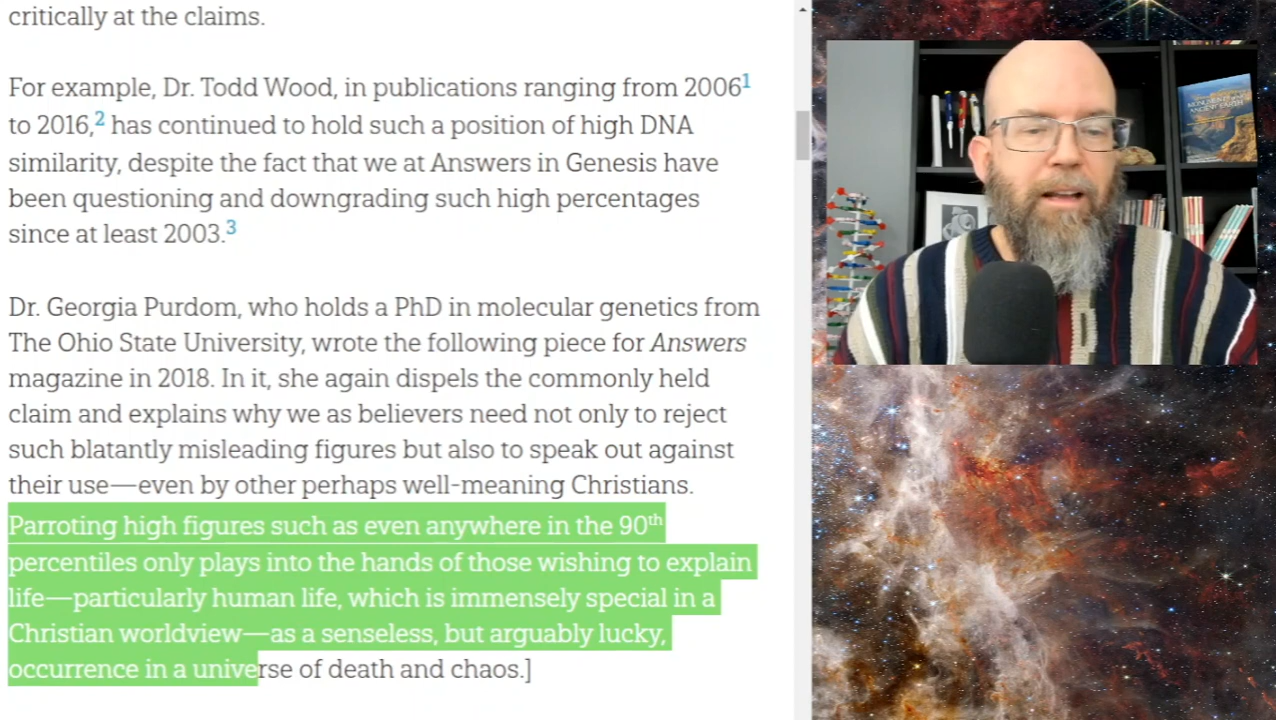 critically at the claims.
For example, Dr. Todd Wood, in publications ranging from 2006¹
to 2016,² has continued to hold such a position of high DNA
similarity, despite the fact that we at Answers in Genesis have
been questioning and downgrading such high percentages
since at least 2003.³
Dr. Georgia Purdom, who holds a PhD in molecular genetics from
The Ohio State University, wrote the following piece for Answers
magazine in 2018. In it, she again dispels the commonly held
claim and explains why we as believers need not only to reject
such blatantly misleading figures but also to speak out against
their use—even by other perhaps well-meaning Christians.
Parroting high figures such as even anywhere in the 90th
percentiles only plays into the hands of those wishing to explain
life—particularly human life, which is immensely special in a
Christian worldview—as a senseless, but arguably lucky,
occurrence in a universe of death and chaos.]